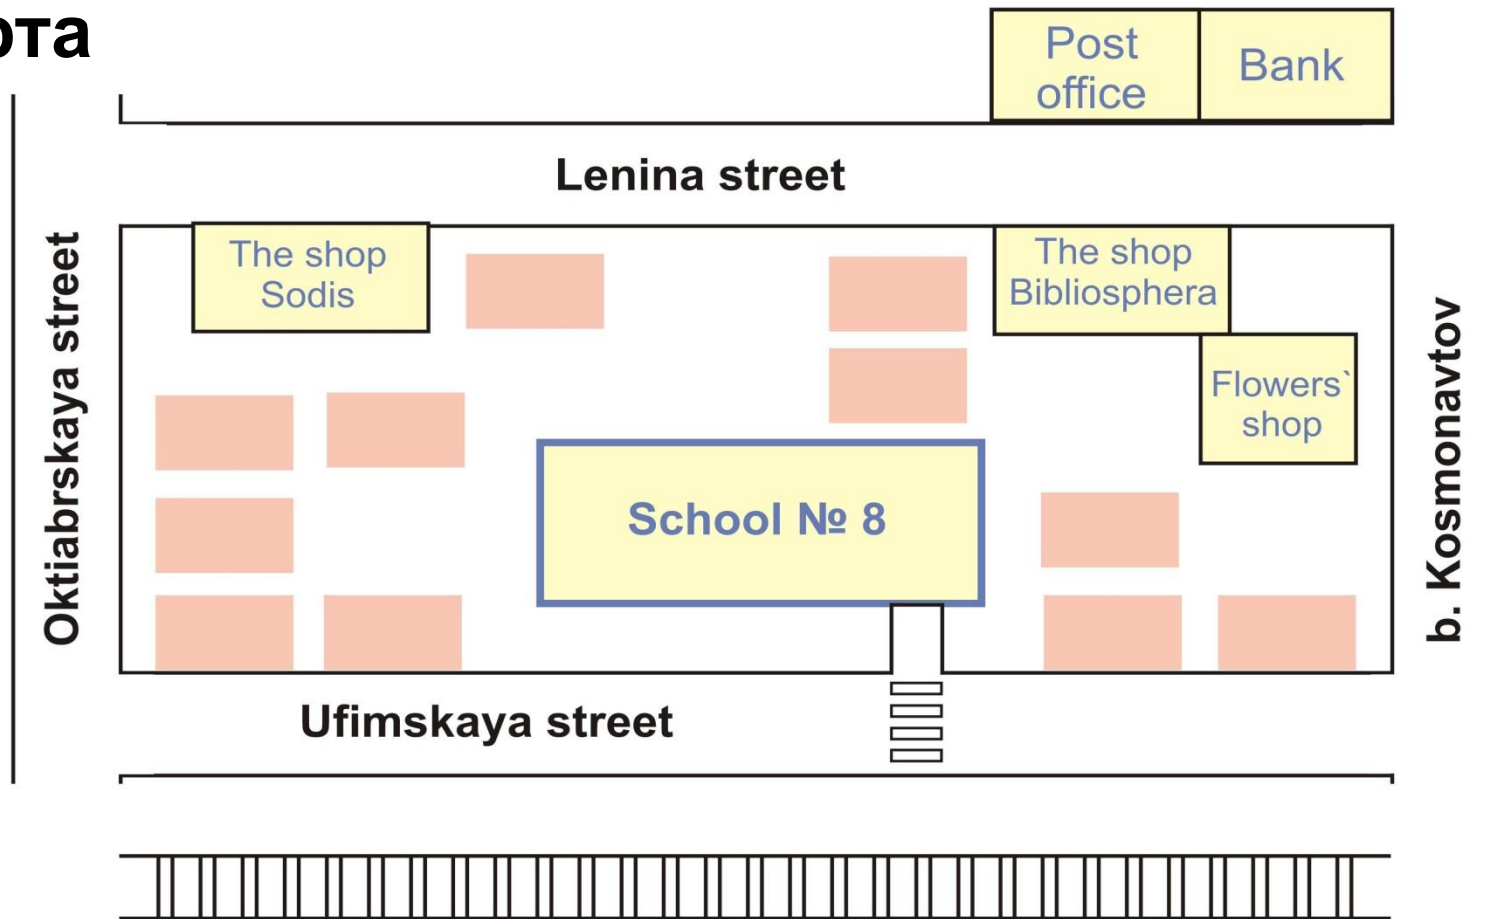 Post
office
Bank
Lenina street
The shop
Sodis
The shop
Bibliosphera
Flowers`
shop
Oktiabrskaya street
School № 8
b. Kosmonavtov
Ufimskaya street